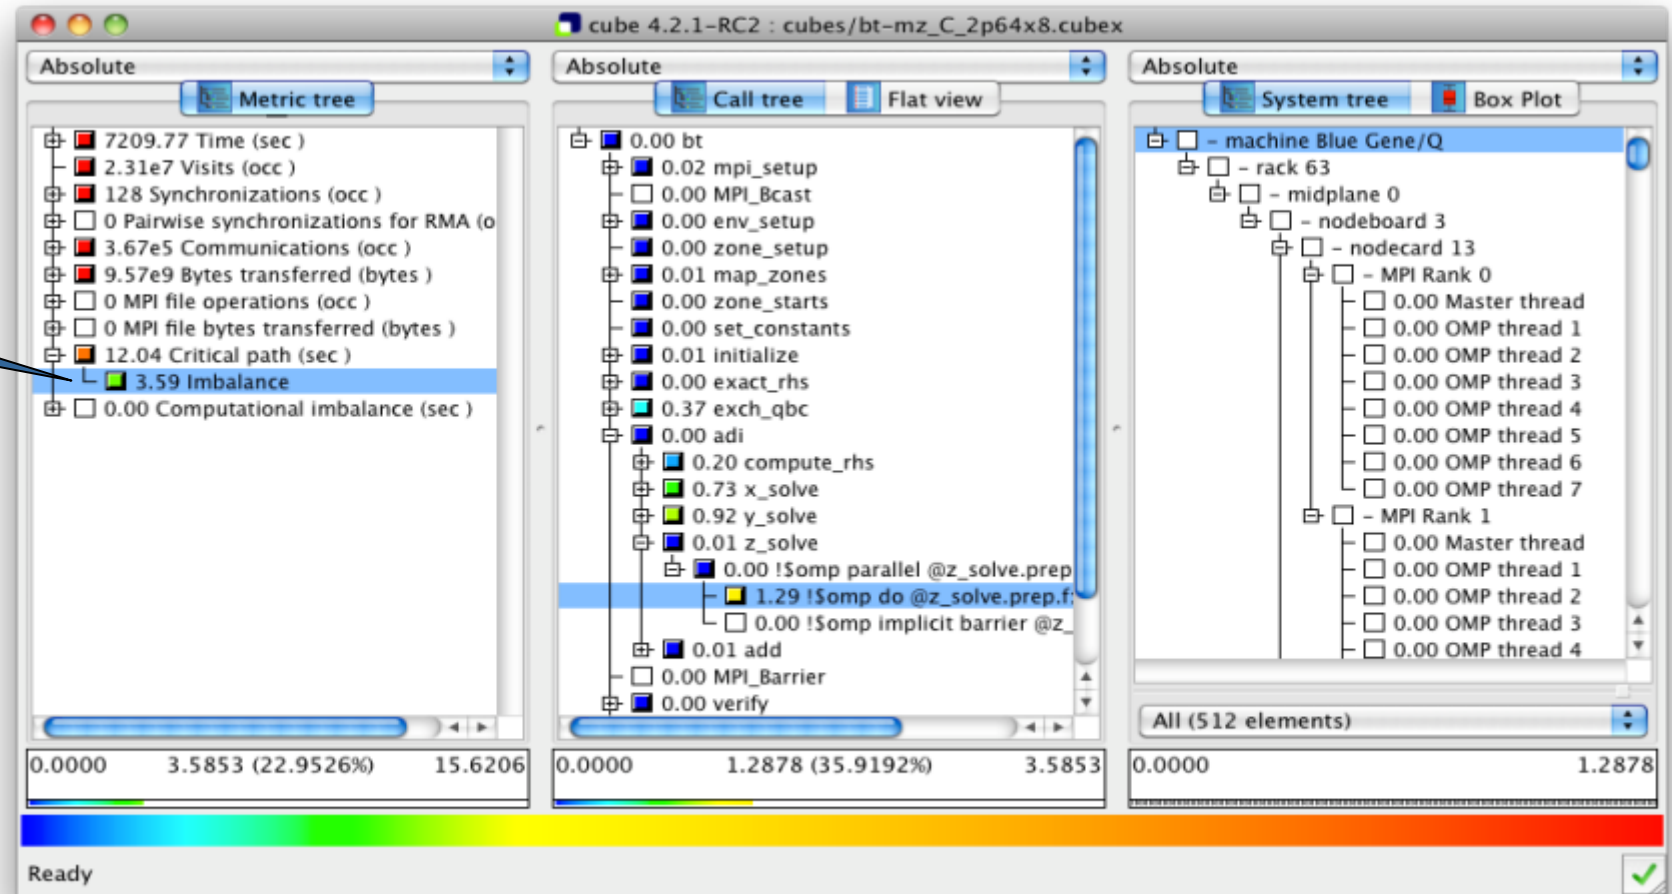 cube 4.2.1-RC2 : cubes/bt-mz_C_2p64x8.cubex
Absolute
Metric tree
7209.77 Time (sec )
2.31e7 Visits (occ )
128 Synchronizations (occ )
0 Pairwise synchronizations for RMA (o
3.67e5 Communications (occ )
9.57e9 Bytes transferred (bytes )
0 MPI file operations (occ )
0 MPI file bytes transferred (bytes )
12.04 Critical path (sec )
3.59 Imbalance
0.00 Computational imbalance (sec )
0.0000 3.5853 (22.9526%) 15.6206
Absolute
Call tree Flat view
0.00 bt
0.02 mpi_setup
0.00 MPI_Bcast
0.00 env_setup
0.00 zone_setup
0.01 map_zones
0.00 zone_starts
0.00 set_constants
0.01 initialize
0.00 exact_rhs
0.37 exch_qbc
0.00 adi
0.20 compute_rhs
0.73 x_solve
0.92 y_solve
0.01 z_solve
0.00 !$omp parallel @z_solve.prep
1.29 !$omp do @z_solve.prep.f:
0.00 !$omp implicit barrier @z_
0.01 add
0.00 MPI_Barrier
0.00 verify
0.0000 1.2878 (35.9192%) 3.5853
Absolute
System tree Box Plot
- machine Blue Gene/Q
- rack 63
- midplane 0
- nodeboard 3
- nodecard 13
- MPI Rank 0
0.00 Master thread
0.00 OMP thread 1
0.00 OMP thread 2
0.00 OMP thread 3
0.00 OMP thread 4
0.00 OMP thread 5
0.00 OMP thread 6
0.00 OMP thread 7
- MPI Rank 1
0.00 Master thread
0.00 OMP thread 1
0.00 OMP thread 2
0.00 OMP thread 3
0.00 OMP thread 4
All (512 elements)
0.0000 1.2878
Ready